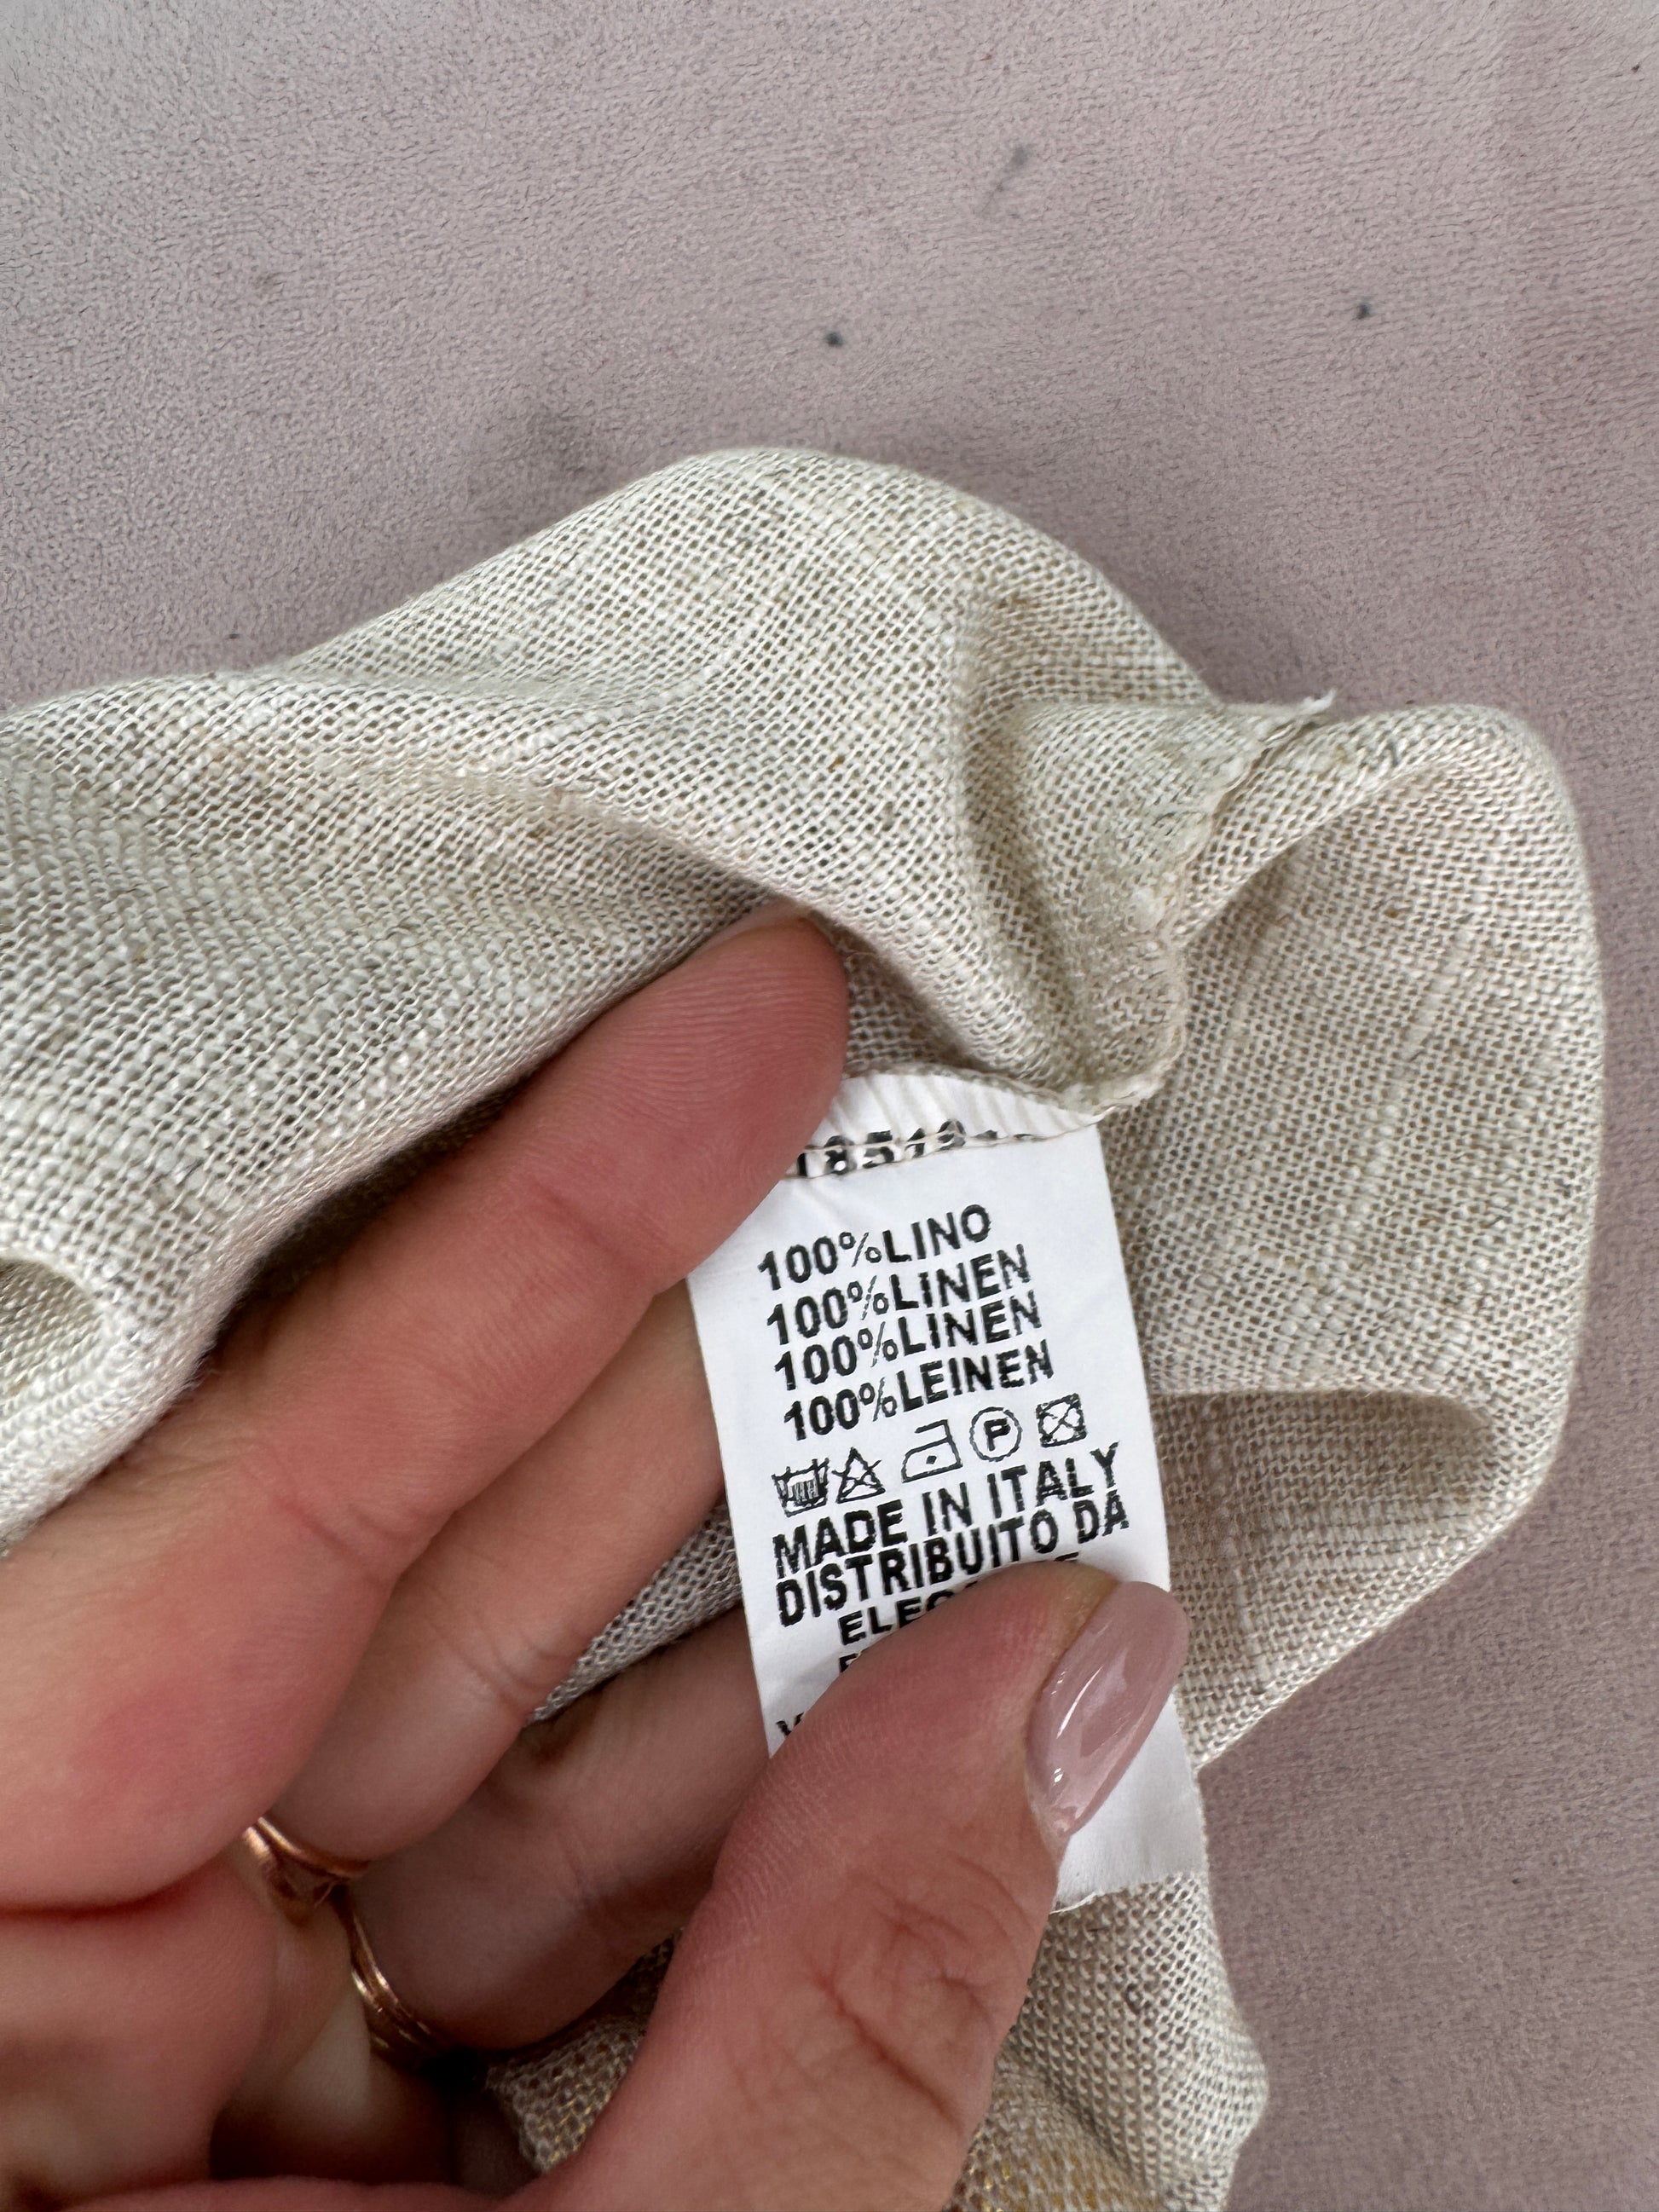 100%LINO
100%LINEN
100%LINEN
100%LEINEN
P
MADE IN ITALY
DISTRIBUITO DA